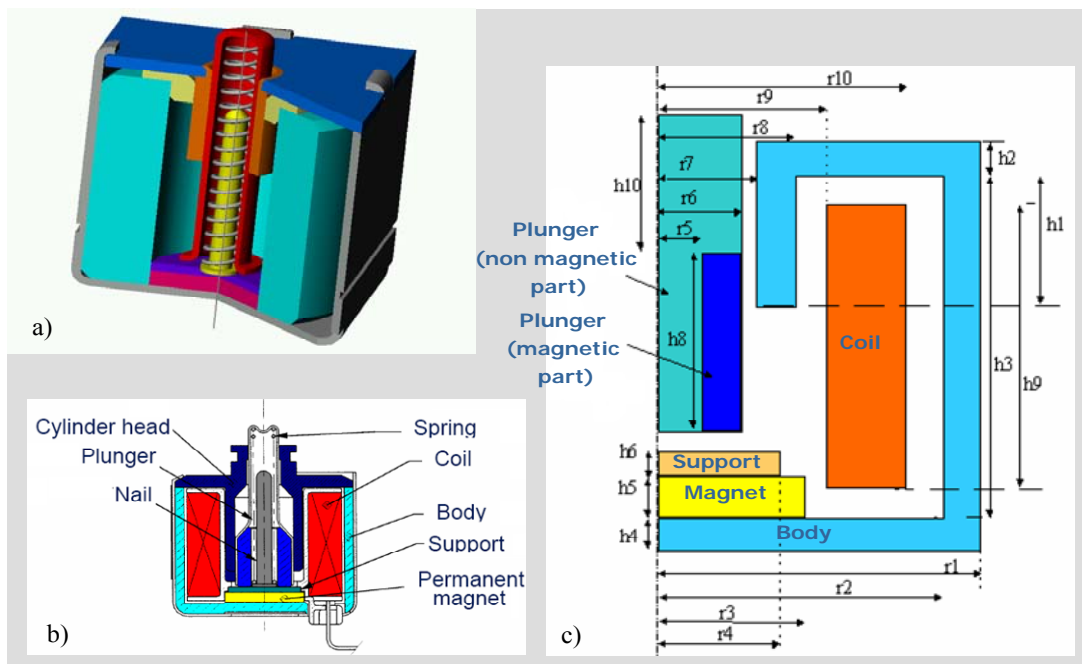 a)
Cylinder head
Plunger
Nail
Spring
Coil
Body
Support
Permanent
magnet
b)
r10
r9
r8
r7
r6
r5
h10
h2
h1
Plunger
(non magnetic
part)
Plunger
(magnetic
part)
h8
Coil
h3
h9
h6
Support
h5
Magnet
h4
Body
r1
r2
r3
r4
c)